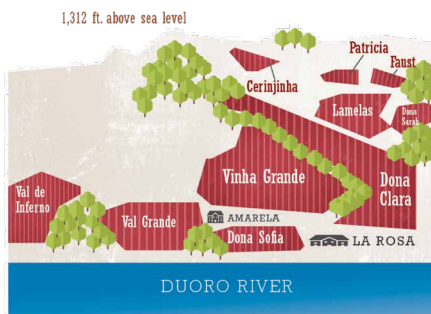 1,312 ft. above sea level
Patricia
Faust
Cerinjinha
Lamelas
Dona
Sarah
Vinha Grande
Dona
Clara
Val de
Inferno
Val Grande
AMARELA
Dona Sofia
LA ROSA
DUORO RIVER